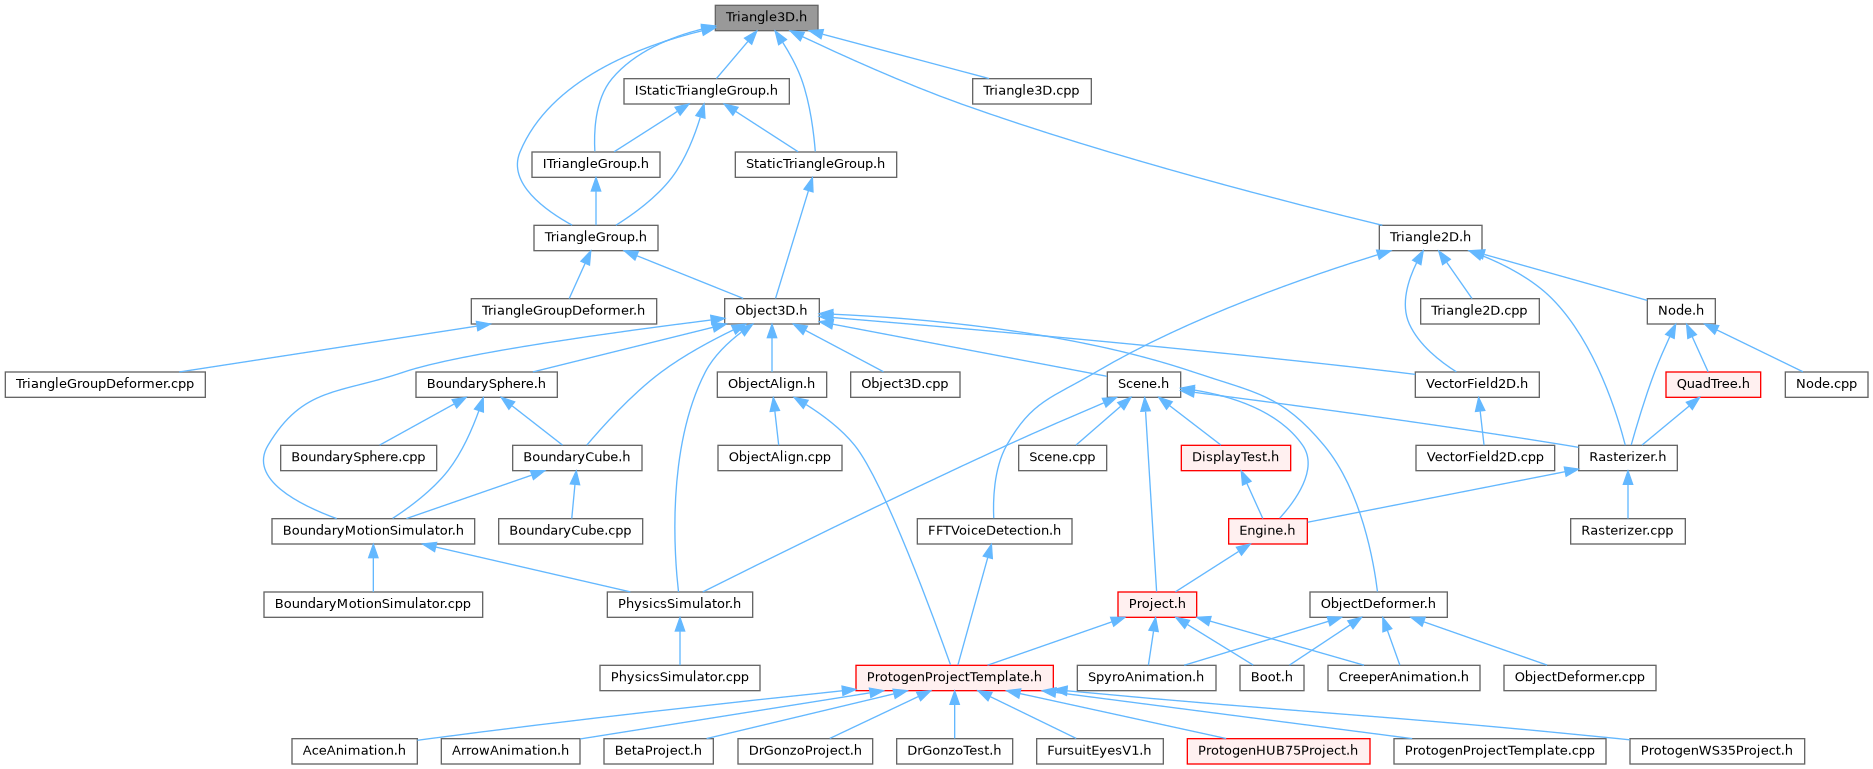 Triangle3D.h
IStaticTriangleGroup.h
Triangle3D.cpp
ITriangleGroup.h
StaticTriangleGroup.h
TriangleGroup.h
Triangle2D.h
TriangleGroupDeformer.h
Object3D.h
Triangle2D.cpp
Node.h
TriangleGroupDeformer.cpp
BoundarySphere.h
ObjectAlign.h
Object3D.cpp
Scene.h
VectorField2D.h
QuadTree.h
Node.cpp
BoundarySphere.cpp
BoundaryCube.h
ObjectAlign.cpp
Scene.cpp
DisplayTest.h
VectorField2D.cpp
Rasterizer.h
BoundaryMotionSimulator.h
BoundaryCube.cpp
FFTVoiceDetection.h
Engine.h
Rasterizer.cpp
BoundaryMotionSimulator.cpp
PhysicsSimulator.h
Project.h
ObjectDeformer.h
PhysicsSimulator.cpp
ProtogenProjectTemplate.h
SpyroAnimation.h
Boot.h
CreeperAnimation.h
ObjectDeformer.cpp
AceAnimation.h
ArrowAnimation.h
BetaProject.h
DrGonzoProject.h
DrGonzoTest.h
FursuitEyesV1.h
ProtogenHUB75Project.h
ProtogenProjectTemplate.cpp
ProtogenWS35Project.h